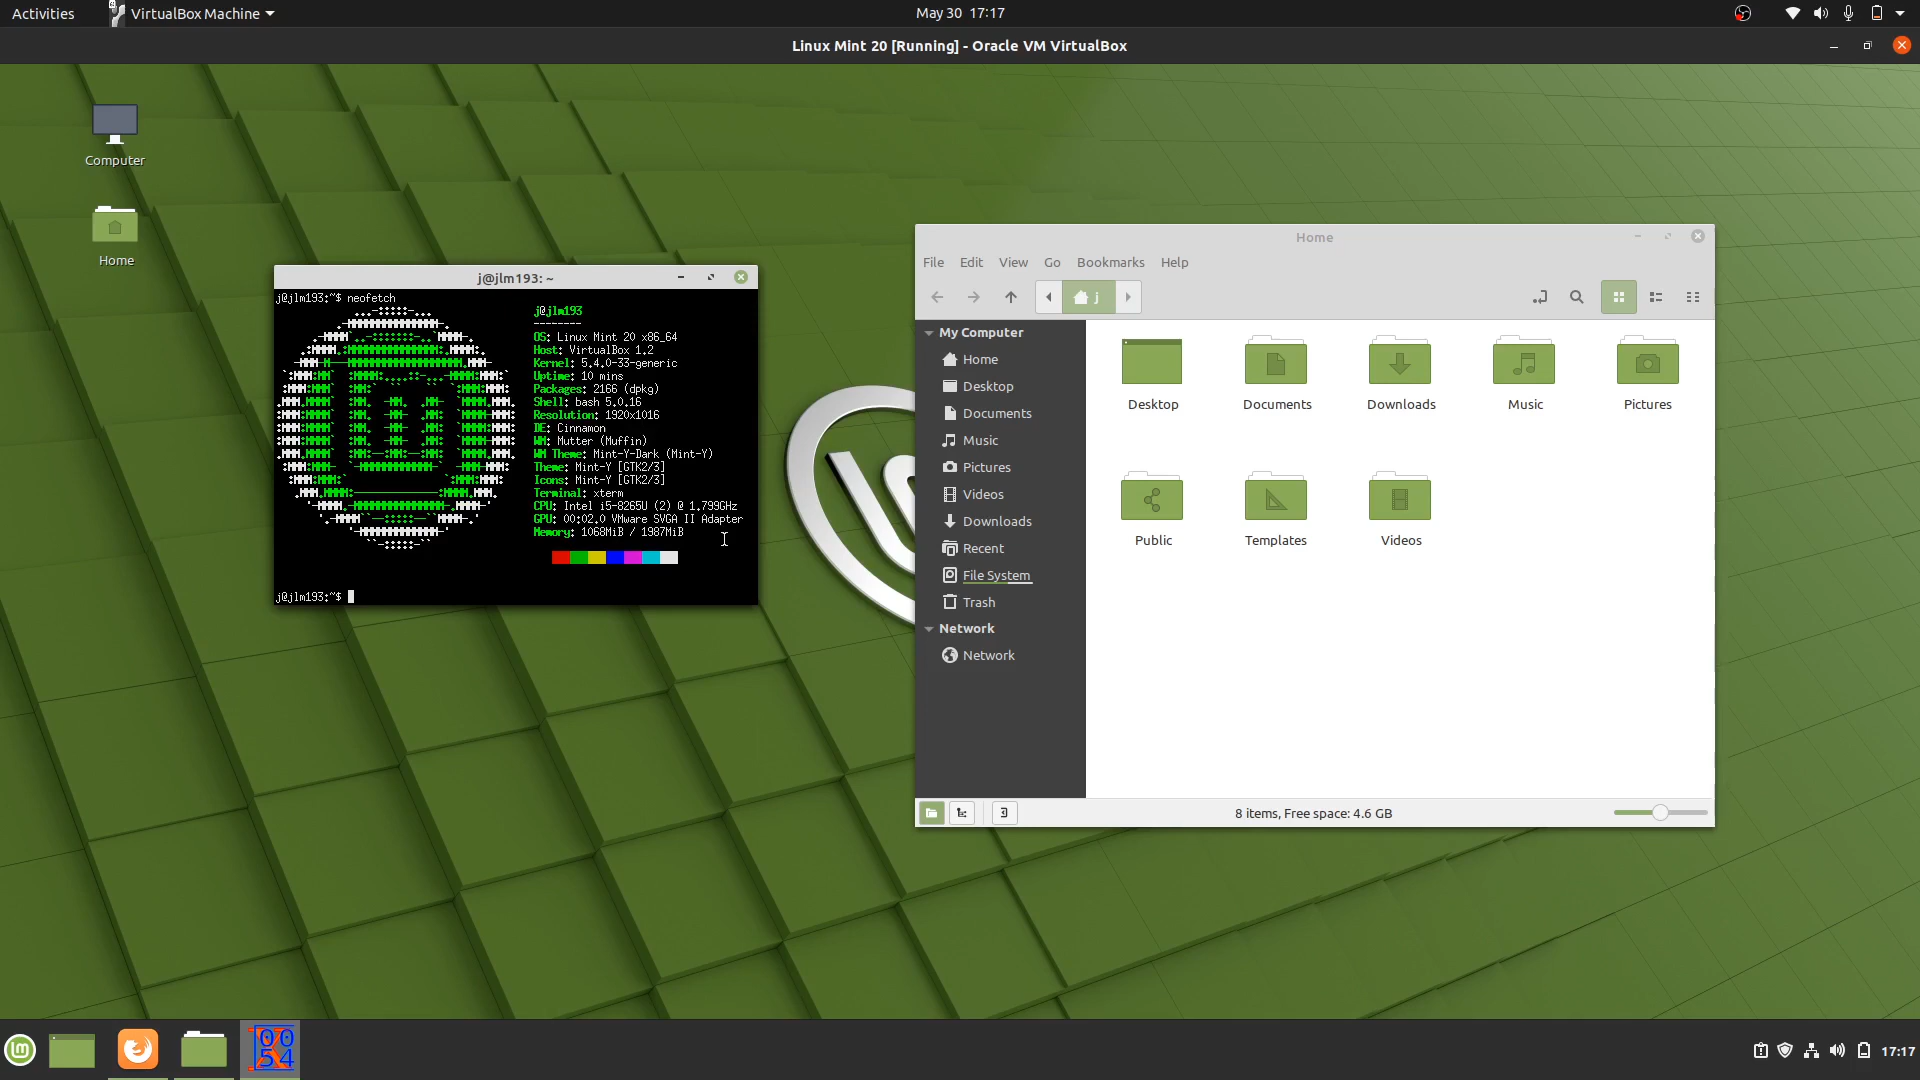 Activities
VirtualBox Machine
May 30 17:17
Linux Mint 20 [Running] - Oracle VM VirtualBox
Computer
Home
j@jlm193: ~
j@jlm193:~$ neofetch
j@jlm193
--------
OS: Linux Mint 20 x86_64
Host: VirtualBox 1.2
Kernel: 5.4.0-33-generic
Uptime: 10 mins
Packages: 2166 (dpkg)
Shell: bash 5.0.16
Resolution: 1920x1016
DE: Cinnamon
WM: Mutter (Muffin)
WM Theme: Mint-Y-Dark (Mint-Y)
Theme: Mint-Y [GTK2/3]
Icons: Mint-Y [GTK2/3]
Terminal: xterm
CPU: Intel i5-8265U (2) @ 1.799GHz
GPU: 00:02.0 VMware SVGA II Adapter
Memory: 1068MiB / 1987MiB
j@jlm193:~$
Home
File Edit View Go Bookmarks Help
j
My Computer
Home
Desktop
Documents
Music
Pictures
Videos
Downloads
Recent
File System
Trash
Network
Network
Desktop Documents Downloads Music Pictures
Public Templates Videos
8 items, Free space: 4.6 GB
lm
00
54
17:17